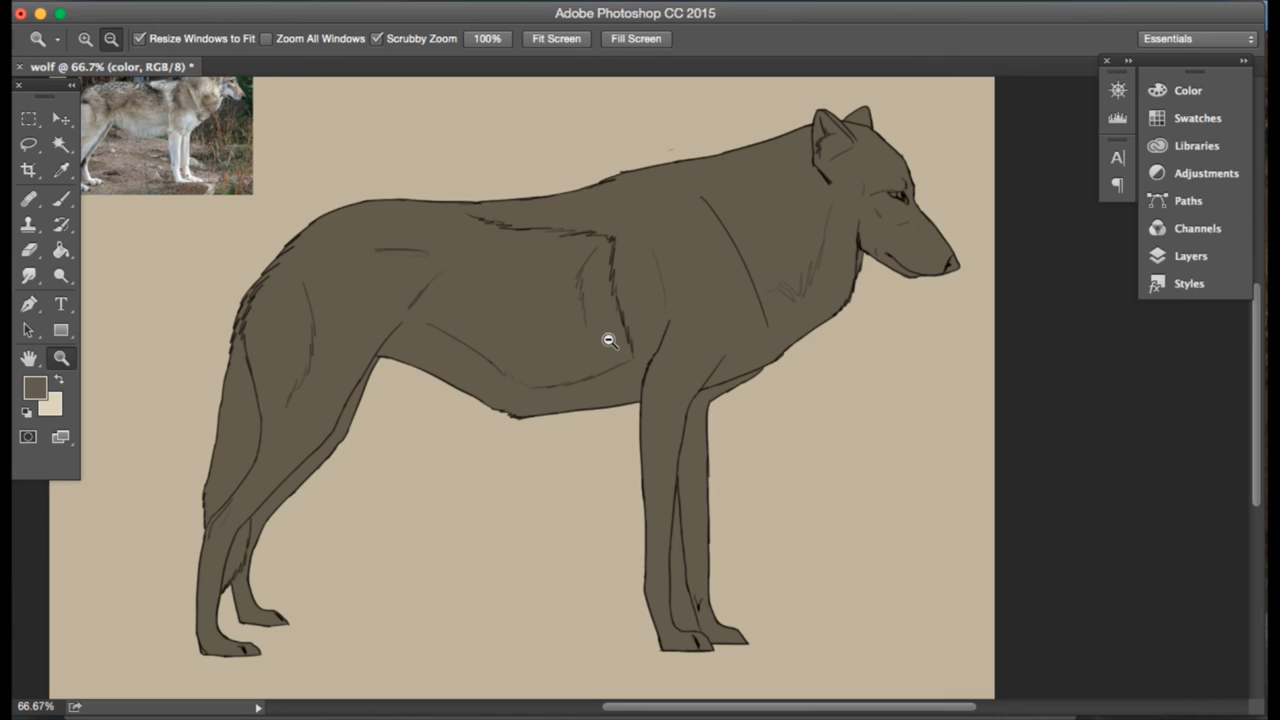 Adobe Photoshop CC 2015
Resize Windows to Fit Zoom All Windows Scrubby Zoom 100% Fit Screen Fill Screen Essentials
wolf @ 66.7% (color, RGB/8) *
Color
Swatches
Libraries
Adjustments
Paths
Channels
Layers
Styles
A
T
66.67%